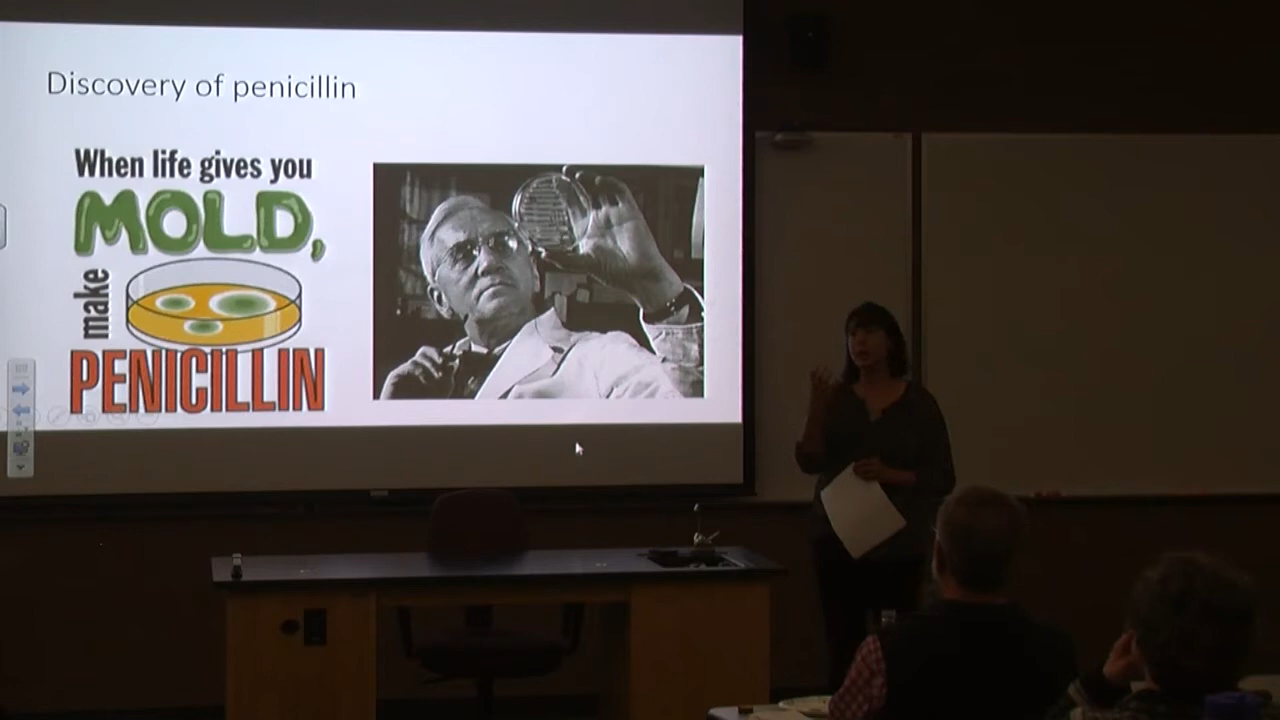 Discovery of penicillin
When life gives you
MOLD,
make
PENICILLIN